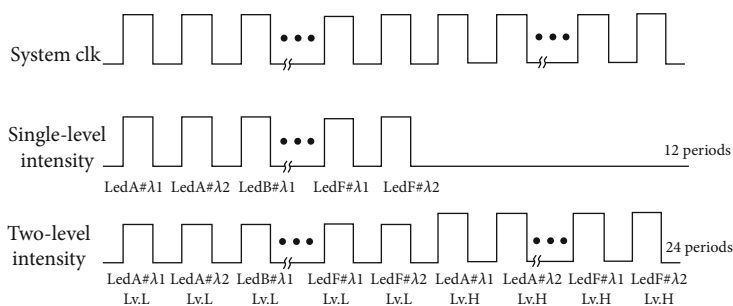 System clk
Single-level
intensity
12 periods
LedA#λ1 LedA#λ2 LedB#λ1 LedF#λ1 LedF#λ2
Two-level
intensity
24 periods
LedA#λ1 LedA#λ2 LedB#λ1 LedF#λ1 LedF#λ2 LedA#λ1 LedA#λ2 LedF#λ1 LedF#λ2
Lv.L Lv.L Lv.L Lv.L Lv.L Lv.H Lv.H Lv.H Lv.H